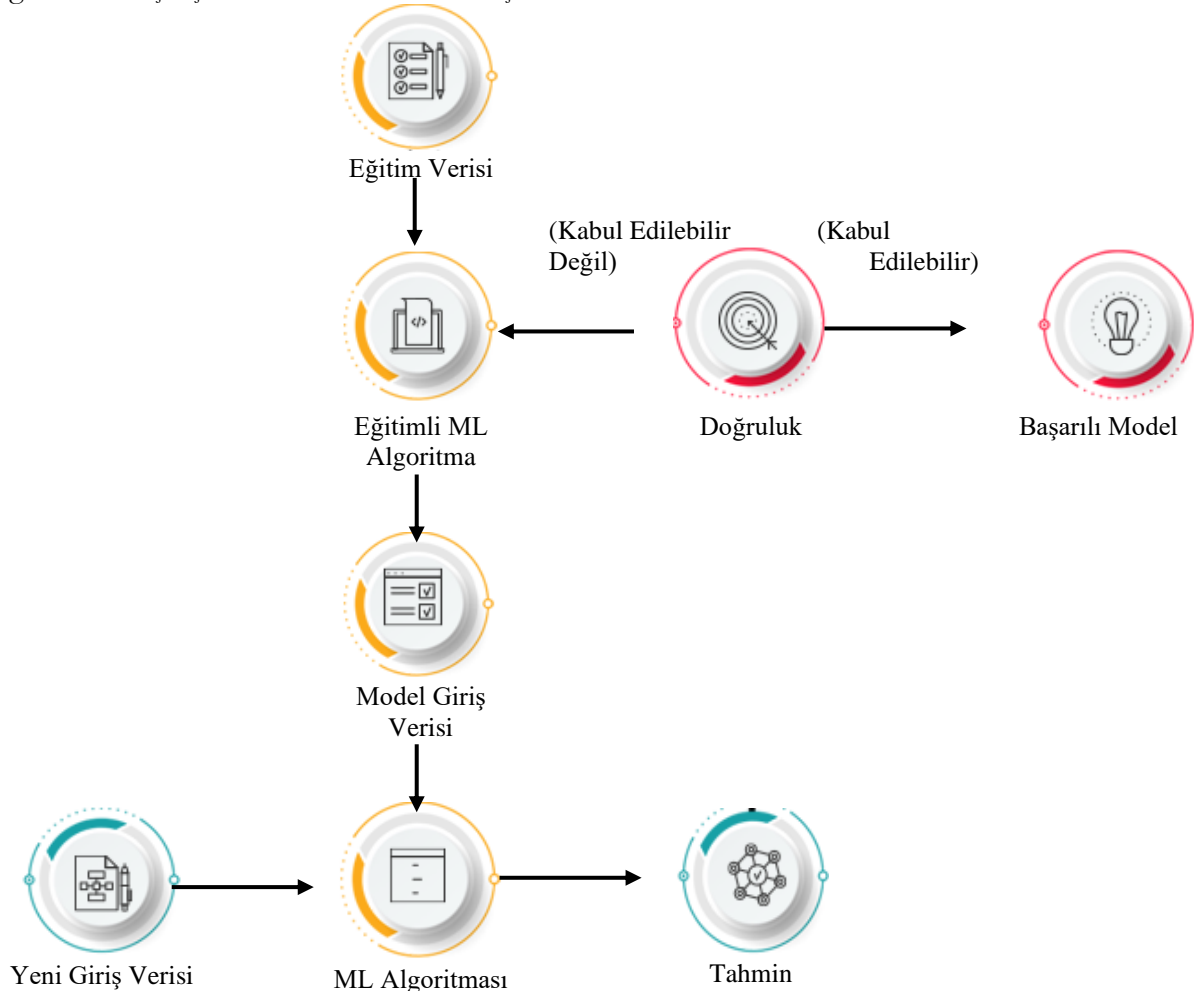 Eğitim Verisi
(Kabul Edilebilir
Değil)
(Kabul
Edilebilir)
Eğitimli ML
Algoritma
Doğruluk
Başarılı Model
Model Giriş
Verisi
Yeni Giriş Verisi
ML Algoritması
Tahmin